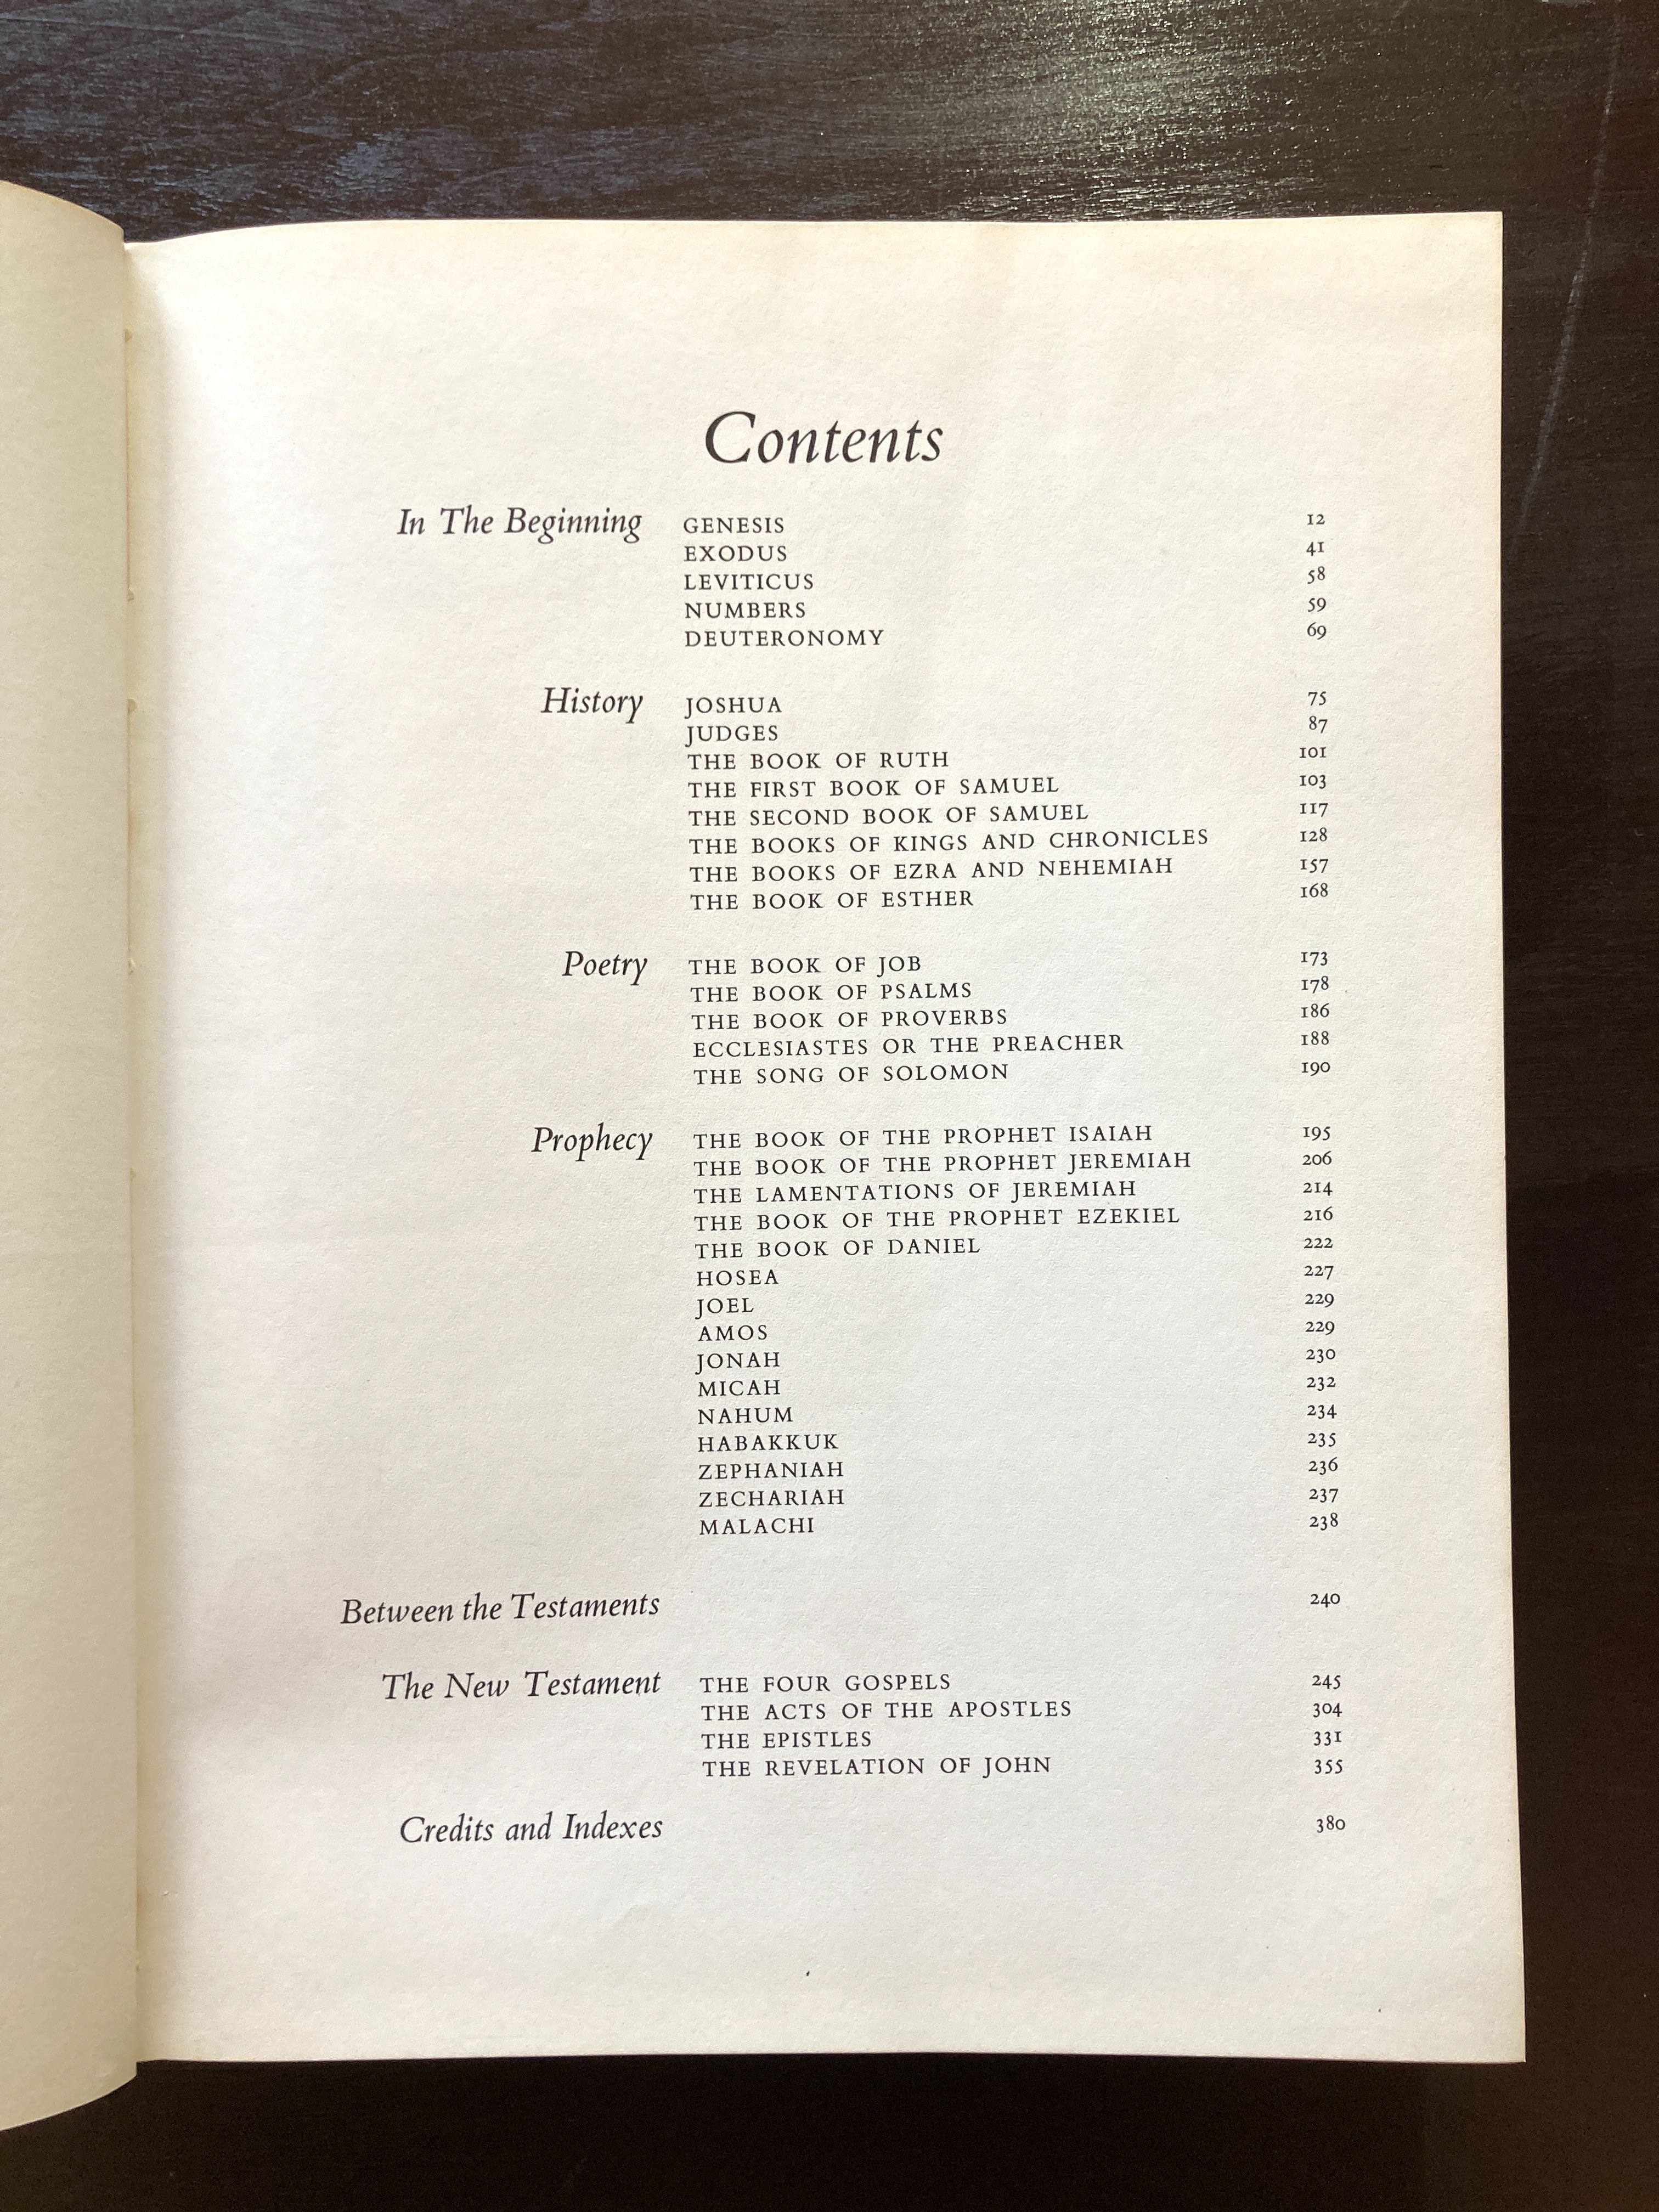 Contents
In The Beginning GENESIS 12
EXODUS 41
LEVITICUS 58
NUMBERS 59
DEUTERONOMY 69
History JOSHUA 75
JUDGES 87
THE BOOK OF RUTH 101
THE FIRST BOOK OF SAMUEL 103
THE SECOND BOOK OF SAMUEL 117
THE BOOKS OF KINGS AND CHRONICLES 128
THE BOOKS OF EZRA AND NEHEMIAH 157
THE BOOK OF ESTHER 168
Poetry THE BOOK OF JOB 173
THE BOOK OF PSALMS 178
THE BOOK OF PROVERBS 186
ECCLESIASTES OR THE PREACHER 188
THE SONG OF SOLOMON 190
Prophecy THE BOOK OF THE PROPHET ISAIAH 195
THE BOOK OF THE PROPHET JEREMIAH 206
THE LAMENTATIONS OF JEREMIAH 214
THE BOOK OF THE PROPHET EZEKIEL 216
THE BOOK OF DANIEL 222
HOSEA 227
JOEL 229
AMOS 229
JONAH 230
MICAH 232
NAHUM 234
HABAKKUK 235
ZEPHANIAH 236
ZECHARIAH 237
MALACHI 238
Between the Testaments 240
The New Testament THE FOUR GOSPELS 245
THE ACTS OF THE APOSTLES 304
THE EPISTLES 331
THE REVELATION OF JOHN 355
Credits and Indexes 380